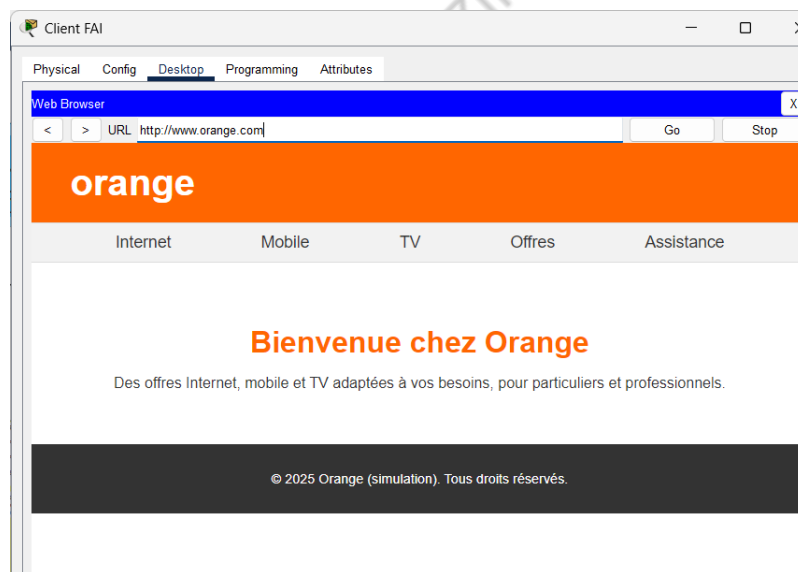 Client FAI
Physical Config Desktop Programming Attributes
Web Browser X
< > URL http://www.orange.com Go Stop
orange
Internet Mobile TV Offres Assistance
Bienvenue chez Orange
Des offres Internet, mobile et TV adaptées à vos besoins, pour particuliers et professionnels.
© 2025 Orange (simulation). Tous droits réservés.